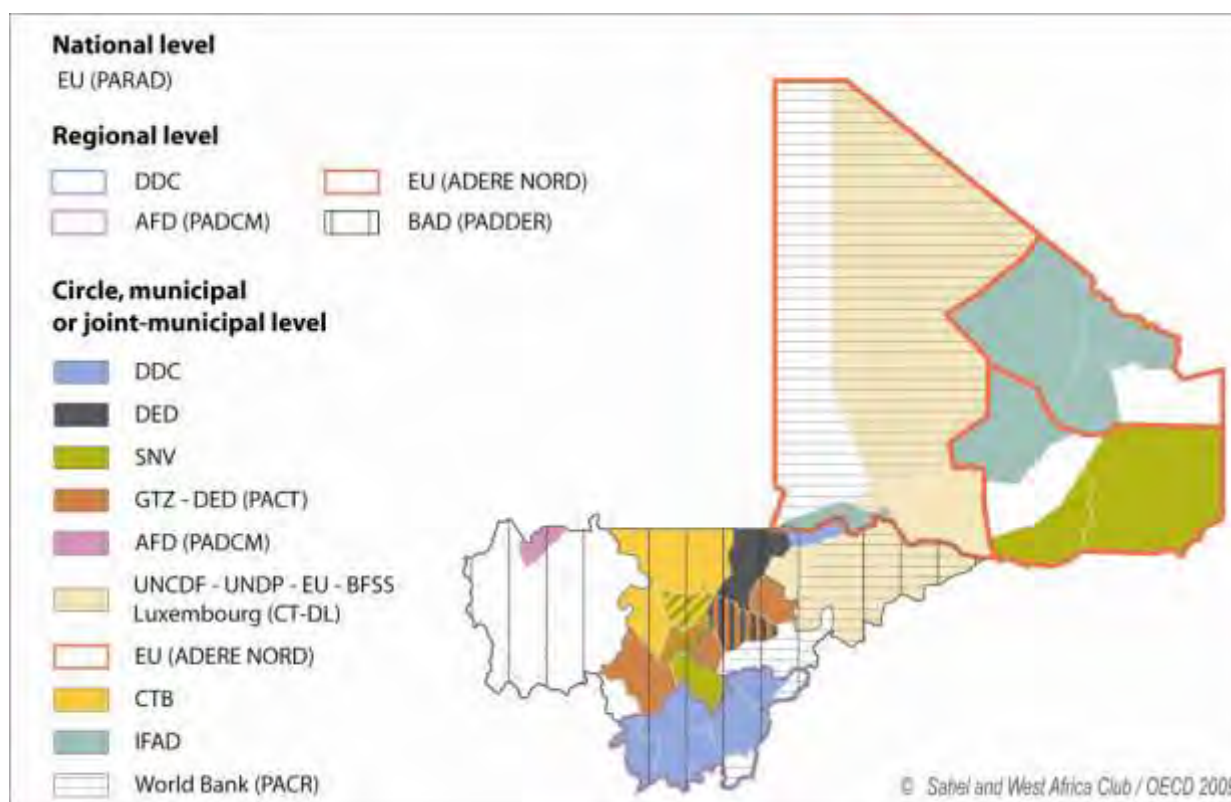 National level
EU (PARAD)
Regional level
DDC
EU (ADERE NORD)
AFD (PADCM)
BAD (PADDER)
Circle, municipal
or joint-municipal level
DDC
DED
SNV
GTZ - DED (PACT)
AFD (PADCM)
UNCDF - UNDP - EU - BFSS
Luxembourg (CT-DL)
EU (ADERE NORD)
CTB
IFAD
World Bank (PACR)
© Sahel and West Africa Club / OECD